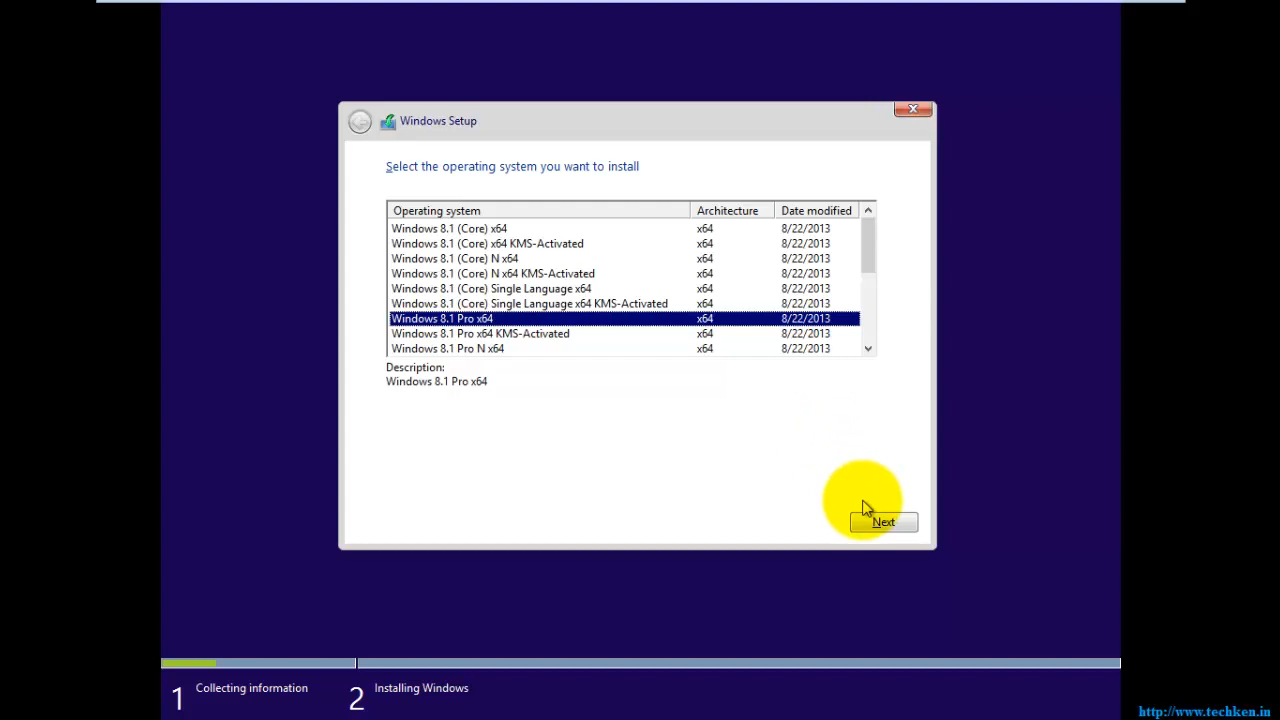 Windows Setup
Select the operating system you want to install
Operating system Architecture Date modified
Windows 8.1 (Core) x64 x64 8/22/2013
Windows 8.1 (Core) x64 KMS-Activated x64 8/22/2013
Windows 8.1 (Core) N x64 x64 8/22/2013
Windows 8.1 (Core) N x64 KMS-Activated x64 8/22/2013
Windows 8.1 (Core) Single Language x64 x64 8/22/2013
Windows 8.1 (Core) Single Language x64 KMS-Activated x64 8/22/2013
Windows 8.1 Pro x64 x64 8/22/2013
Windows 8.1 Pro x64 KMS-Activated x64 8/22/2013
Windows 8.1 Pro N x64 x64 8/22/2013
Description:
Windows 8.1 Pro x64
Next
1 Collecting information 2 Installing Windows
http://www.techken.in